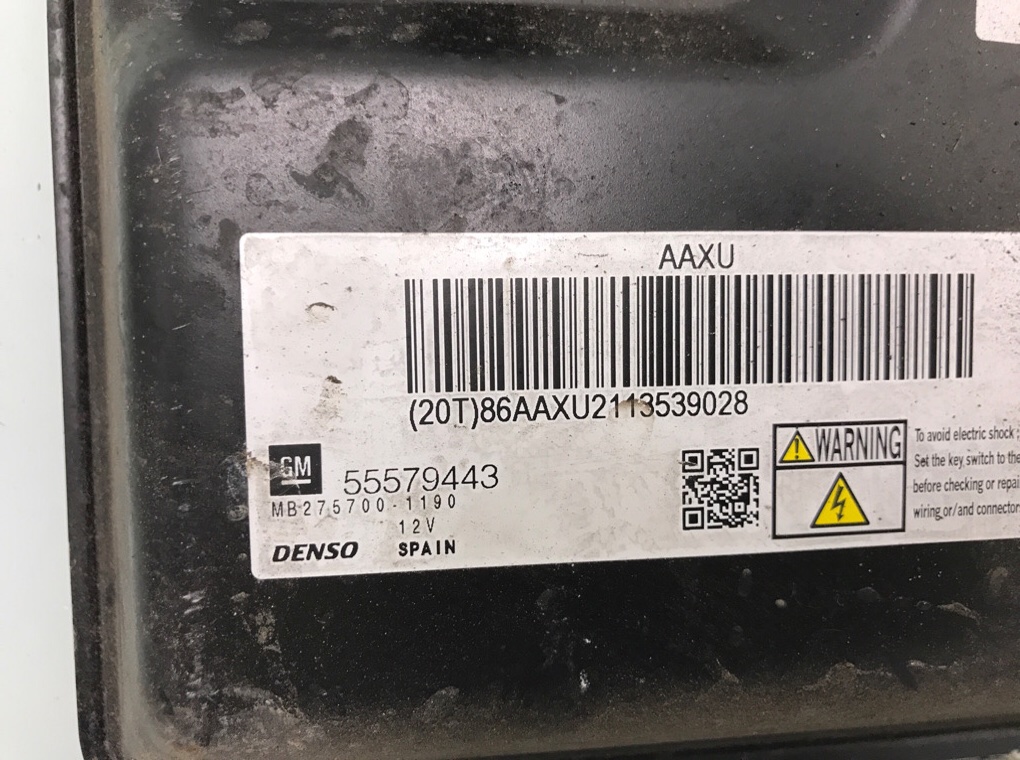 AAXU
(20T)86AAXU2113539028
GM 55579443
MB275700-1190
12V
DENSO SPAIN
! WARNING
To avoid electric shock;
Set the key switch to the
before checking or repai
wiring or/and connector